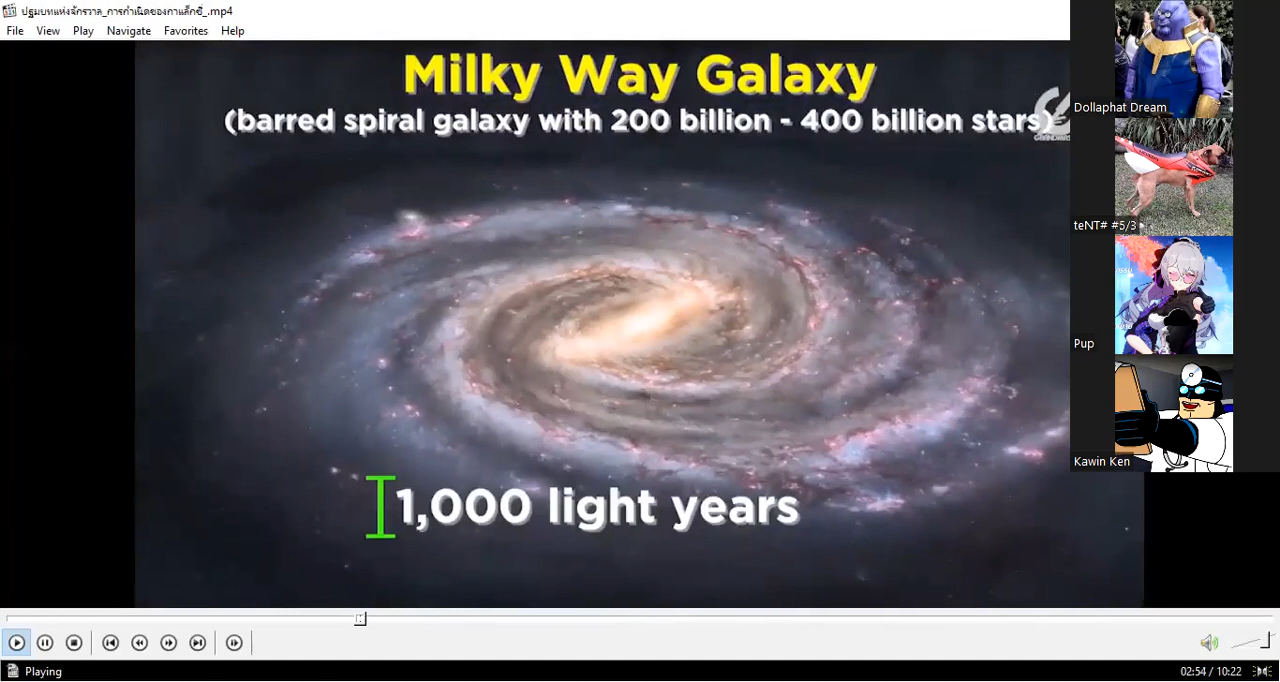 ปฐมบทแห่งจักรวาล_การกำเนิดของกาแล็กซี่_.mp4
File View Play Navigate Favorites Help
Milky Way Galaxy
(barred spiral galaxy with 200 billion - 400 billion stars)
1,000 light years
Dollaphat Dream
teNT# #5/3
Pup
Kawin Ken
Playing
02:54 / 10:22